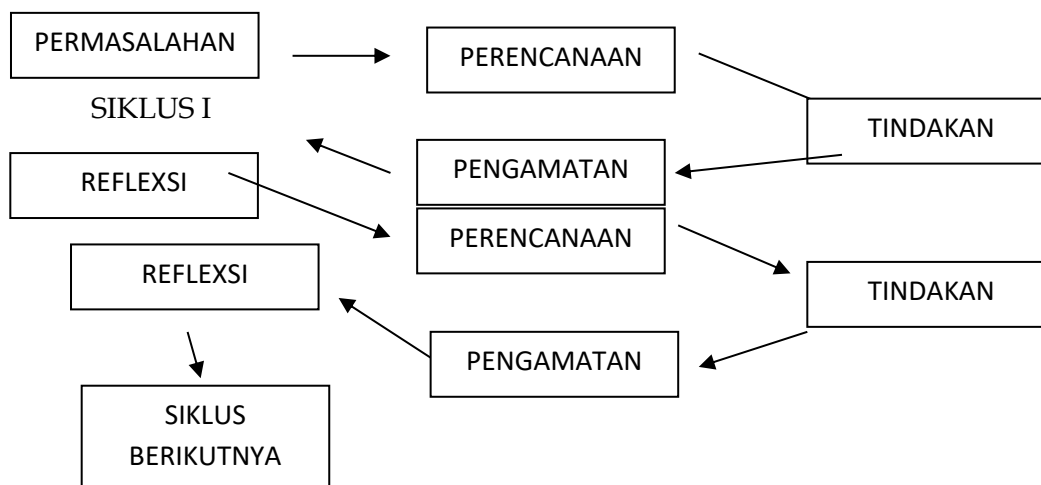 PERMASALAHAN
PERENCANAAN
SIKLUS I
TINDAKAN
PENGAMATAN
REFLEXSI
PERENCANAAN
REFLEXSI
TINDAKAN
PENGAMATAN
SIKLUS
BERIKUTNYA